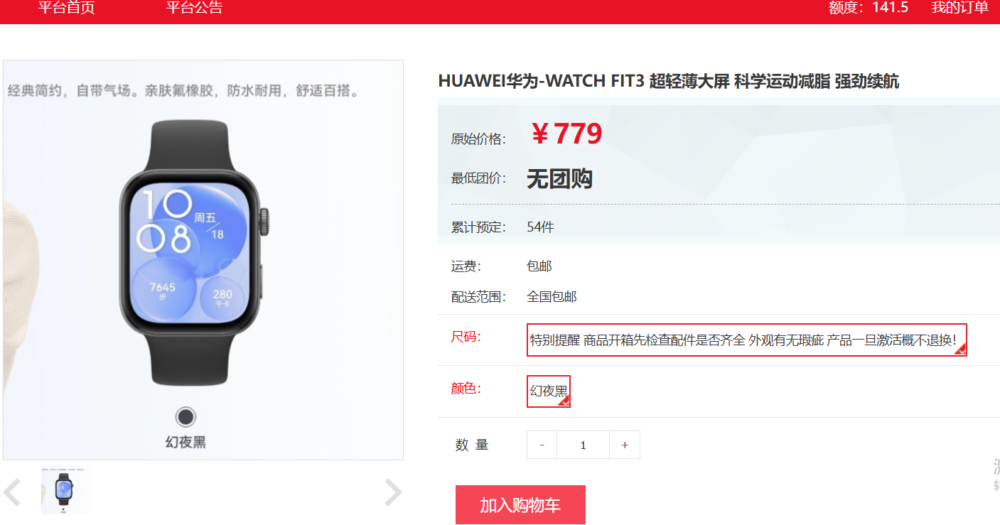 平台首页 平台公告 额度：141.5 我的订单
经典简约，自带气场。亲肤氟橡胶，防水耐用，舒适百搭。
10
08
周五
18
7645
步
280
千卡
幻夜黑
HUAWEI华为-WATCH FIT3 超轻薄大屏 科学运动减脂 强劲续航
原始价格： ￥779
最低团价： 无团购
累计预定： 54件
运费： 包邮
配送范围： 全国包邮
尺码： 特别提醒 商品开箱先检查配件是否齐全 外观有无瑕疵 产品一旦激活概不退换！
颜色： 幻夜黑
数 量 - 1 +
加入购物车